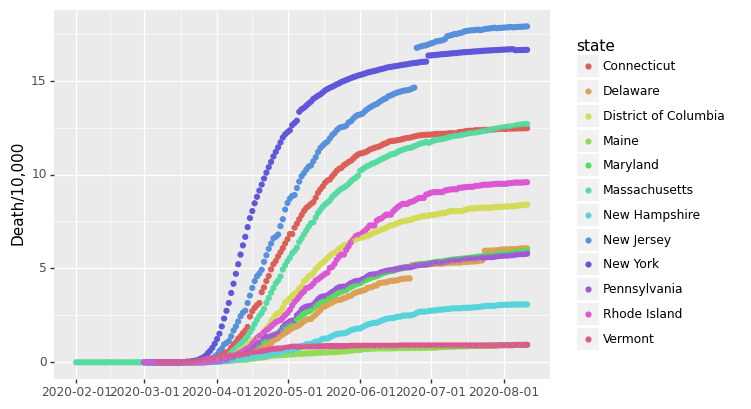 Death/10,000
15
10
5
0
2020-02-01 2020-03-01 2020-04-01 2020-05-01 2020-06-01 2020-07-01 2020-08-01
state
Connecticut
Delaware
District of Columbia
Maine
Maryland
Massachusetts
New Hampshire
New Jersey
New York
Pennsylvania
Rhode Island
Vermont